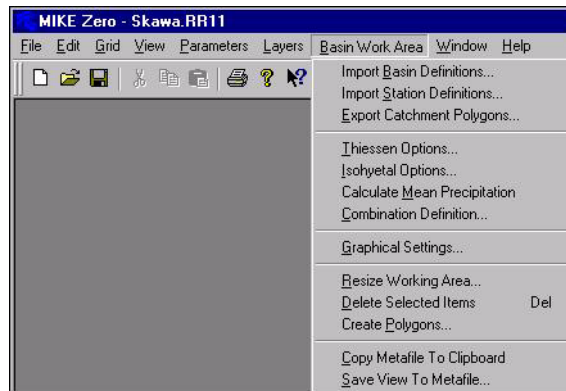 MIKE Zero - Skawa.RR11
File Edit Grid View Parameters Layers Basin Work Area Window Help
Import Basin Definitions...
Import Station Definitions...
Export Catchment Polygons...
Thiessen Options...
Isohyetal Options...
Calculate Mean Precipitation
Combination Definition...
Graphical Settings...
Resize Working Area...
Delete Selected Items Del
Create Polygons...
Copy Metafile To Clipboard
Save View To Metafile...